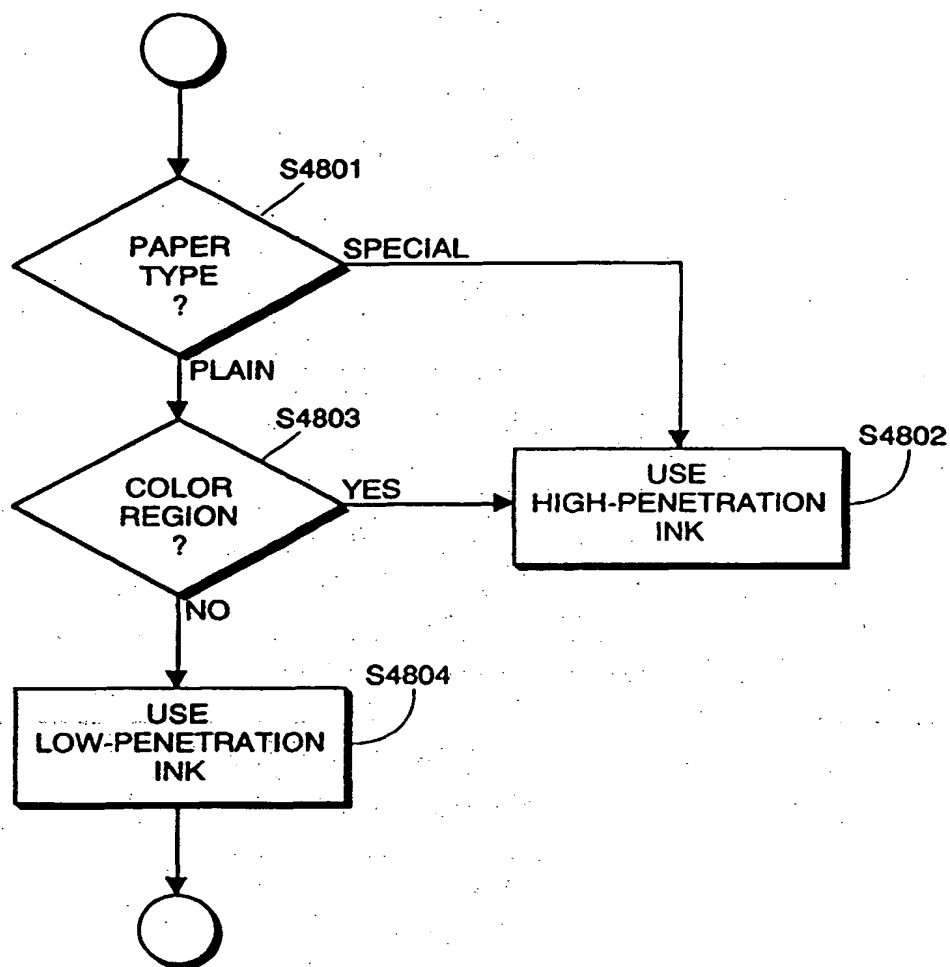 S4801
PAPER
TYPE
?
SPECIAL
PLAIN
S4803
COLOR
REGION
?
YES
S4802
USE
HIGH-PENETRATION
INK
NO
S4804
USE
LOW-PENETRATION
INK